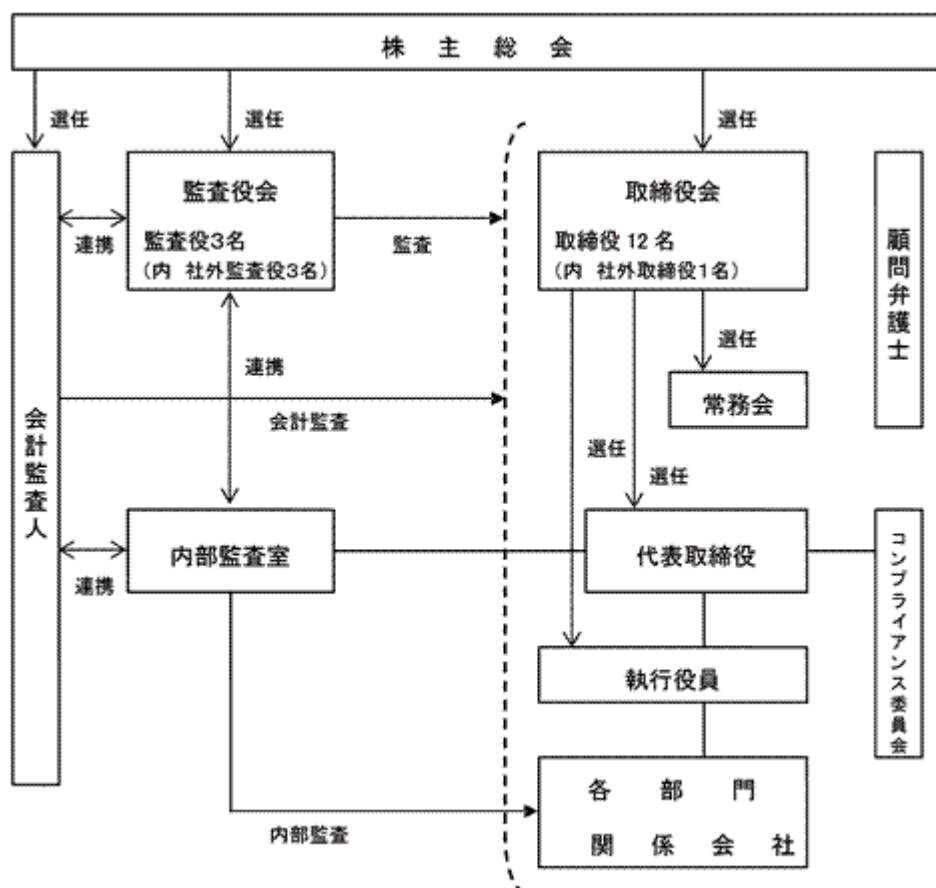 株主総会
選任
選任
選任
監査役会
監査役3名
(内 社外監査役3名)
取締役会
取締役12名
(内 社外取締役1名)
顧問弁護士
連携
監査
連携
選任
常務会
会計監査
会計監査人
選任
選任
内部監査室
代表取締役
コンプライアンス委員会
連携
執行役員
各部門
関係会社
内部監査